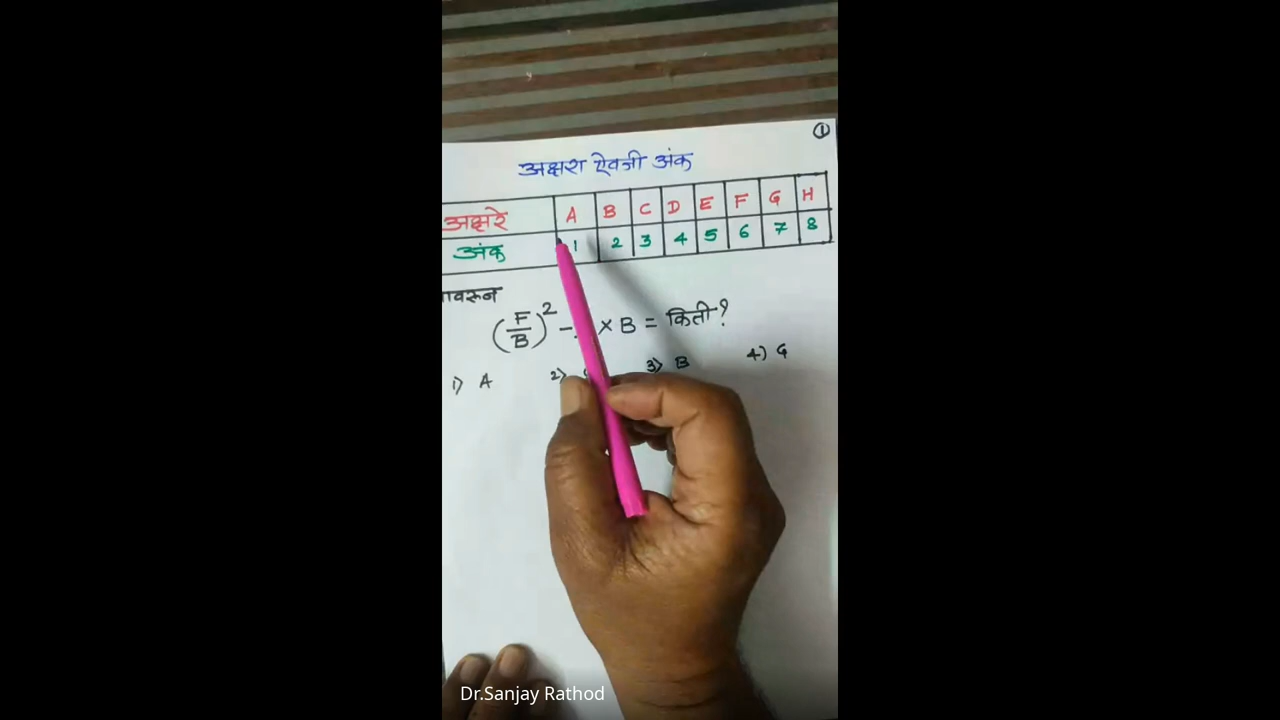 ①
अक्षरा ऐवजी अंक
अक्षरे A B C D E F G H
अंक 1 2 3 4 5 6 7 8
(F/B)² - × B = किती?
1) A 2) 3) B 4) G
Dr.Sanjay Rathod